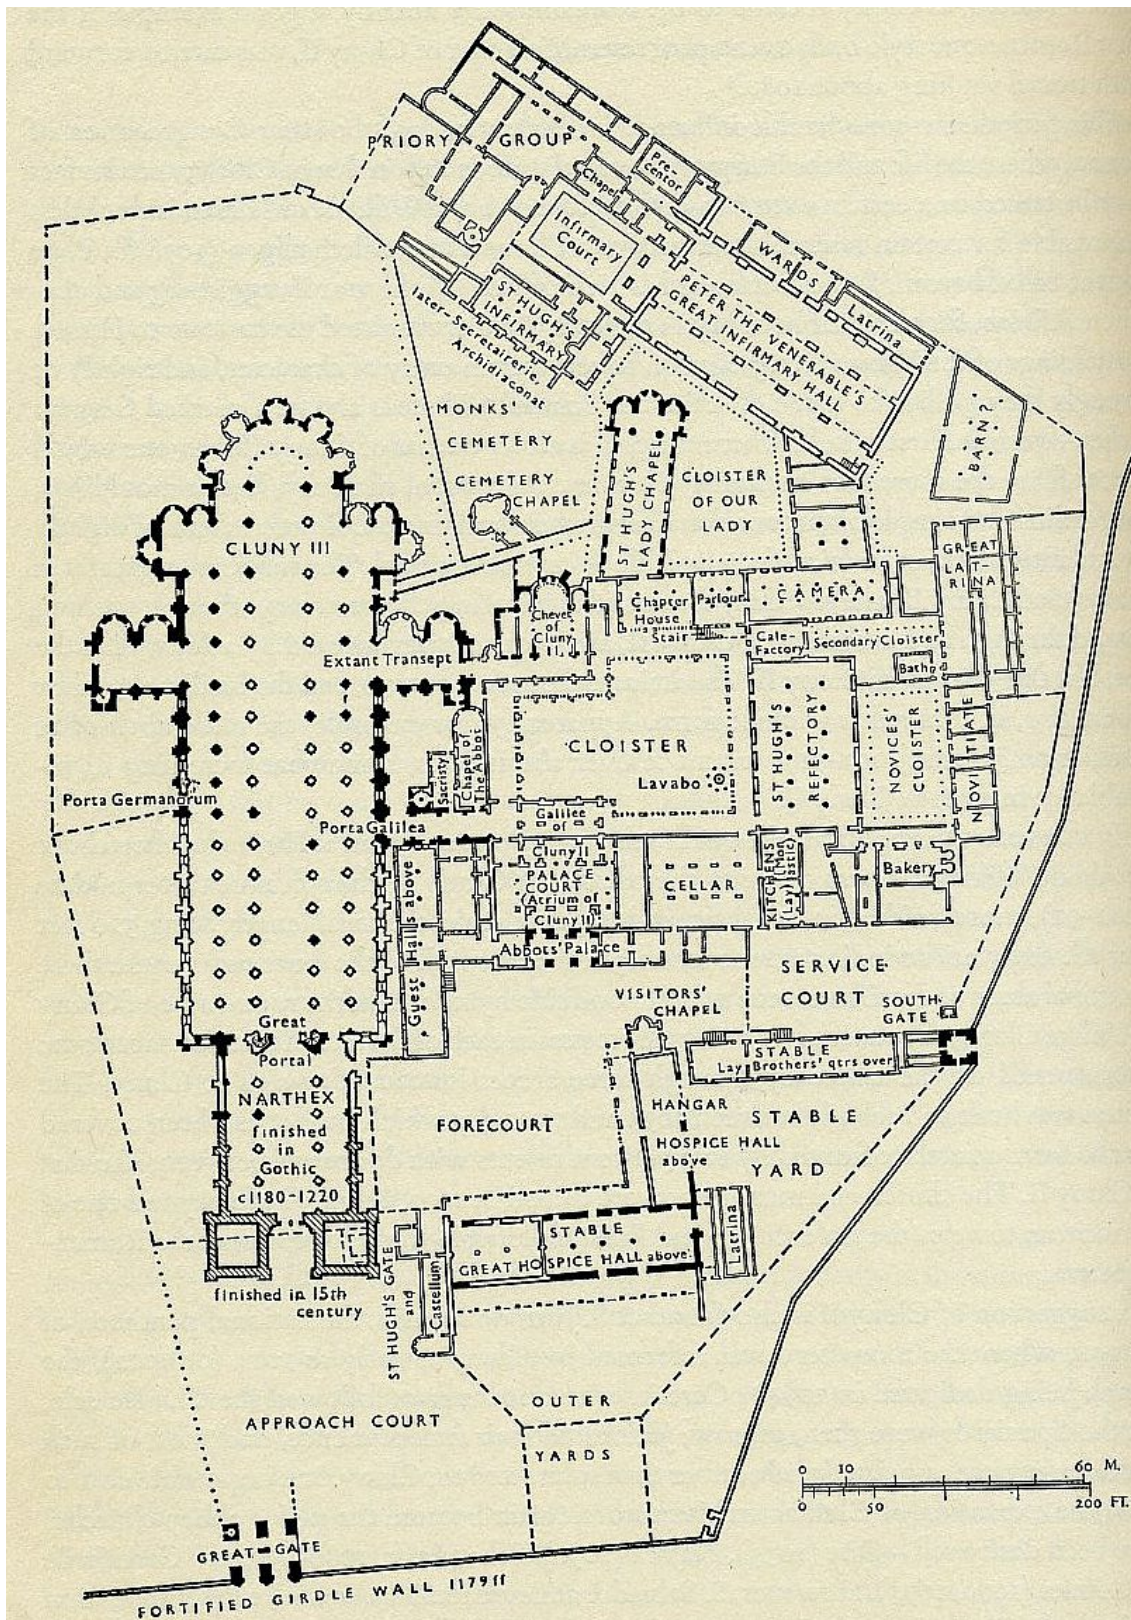 PRIORY GROUP
Pre-
centor
Chapel
Infirmary
Court
WARDS
Latrina
PETER THE VENERABLE'S
GREAT INFIRMARY HALL
ST HUGH'S
INFIRMARY
later- Secretairerie,
Archidiaconat
MONKS'
CEMETERY
CEMETERY
CHAPEL
ST HUGH'S
LADY CHAPEL
CLOISTER
OF OUR
LADY
BARN??
CLUNY III
GREAT
LAT-
RINA
Chapter
House
Parlour
CAMERA
Stair
Chevet
of
Cluny
II.
Cale-
Factory
Secondary Cloister
Bath
Extant Transept
CLOISTER
Lavabo
ST HUGH'S
REFECTORY
NOVICES'
CLOISTER
NOVITIATE
Sacristy
Chapel of
The Abbot
Porta Germanorum
Porta Galilea
Galilee
of
Cluny II
PALACE
COURT
(Atrium of
Cluny II)
CELLAR
KITCHENS
(Lay) (Mon
astic)
Bakery
Guest Halls above
Abbots' Palace
SERVICE
COURT
VISITORS'
CHAPEL
SOUTH
GATE
Great
Portal
STABLE
Lay Brothers' qtrs over
NARTHEX
finished
in
Gothic
c1180-1220
FORECOURT
HANGAR
HOSPICE HALL
above
STABLE
YARD
STABLE
GREAT HOSPICE HALL above
Latrina
finished in 15th
century
ST HUGH'S GATE
and
Castellum
APPROACH COURT
OUTER
YARDS
0 10 60 M.
0 50 200 FT.
GREAT-GATE
FORTIFIED GIRDLE WALL 1179ff